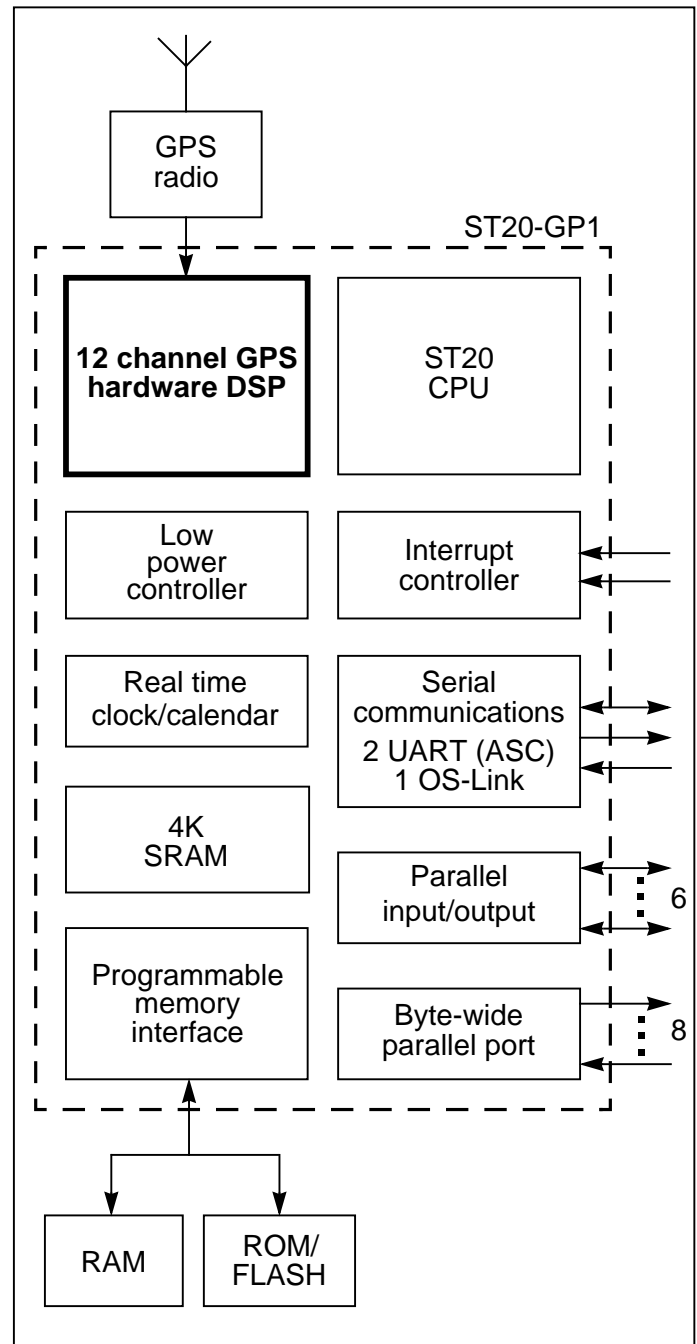 GPS
radio
ST20-GP1
12 channel GPS
hardware DSP
ST20
CPU
Low
power
controller
Interrupt
controller
Real time
clock/calendar
Serial
communications
2 UART (ASC)
1 OS-Link
4K
SRAM
Parallel
input/output
6
Programmable
memory
interface
Byte-wide
parallel port
8
RAM
ROM/
FLASH